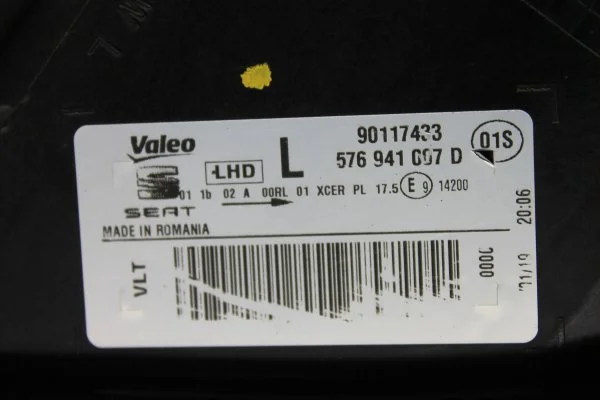 Valeo
LHD
L
90117433
576 941 007 D
01S
01 1b 02 A 00RL 01 XCER PL 17.5 E 9 14200
SEAT
MADE IN ROMANIA
VLT
0000
20:06